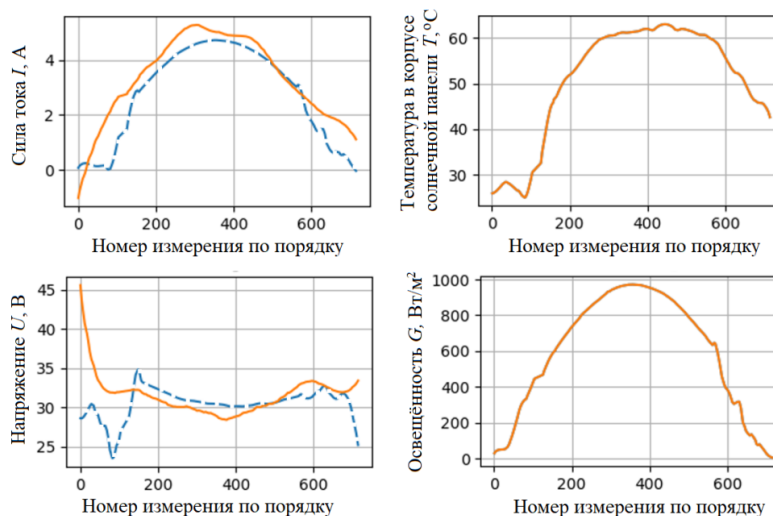 Сила тока I, А
4
2
0
0 200 400 600
Номер измерения по порядку
Температура в корпусе
солнечной панели T,°C
60
50
40
30
0 200 400 600
Номер измерения по порядку
Напряжение U, В
45
40
35
30
25
0 200 400 600
Номер измерения по порядку
Освещённость G, Вт/м²
1000
800
600
400
200
0
0 200 400 600
Номер измерения по порядку